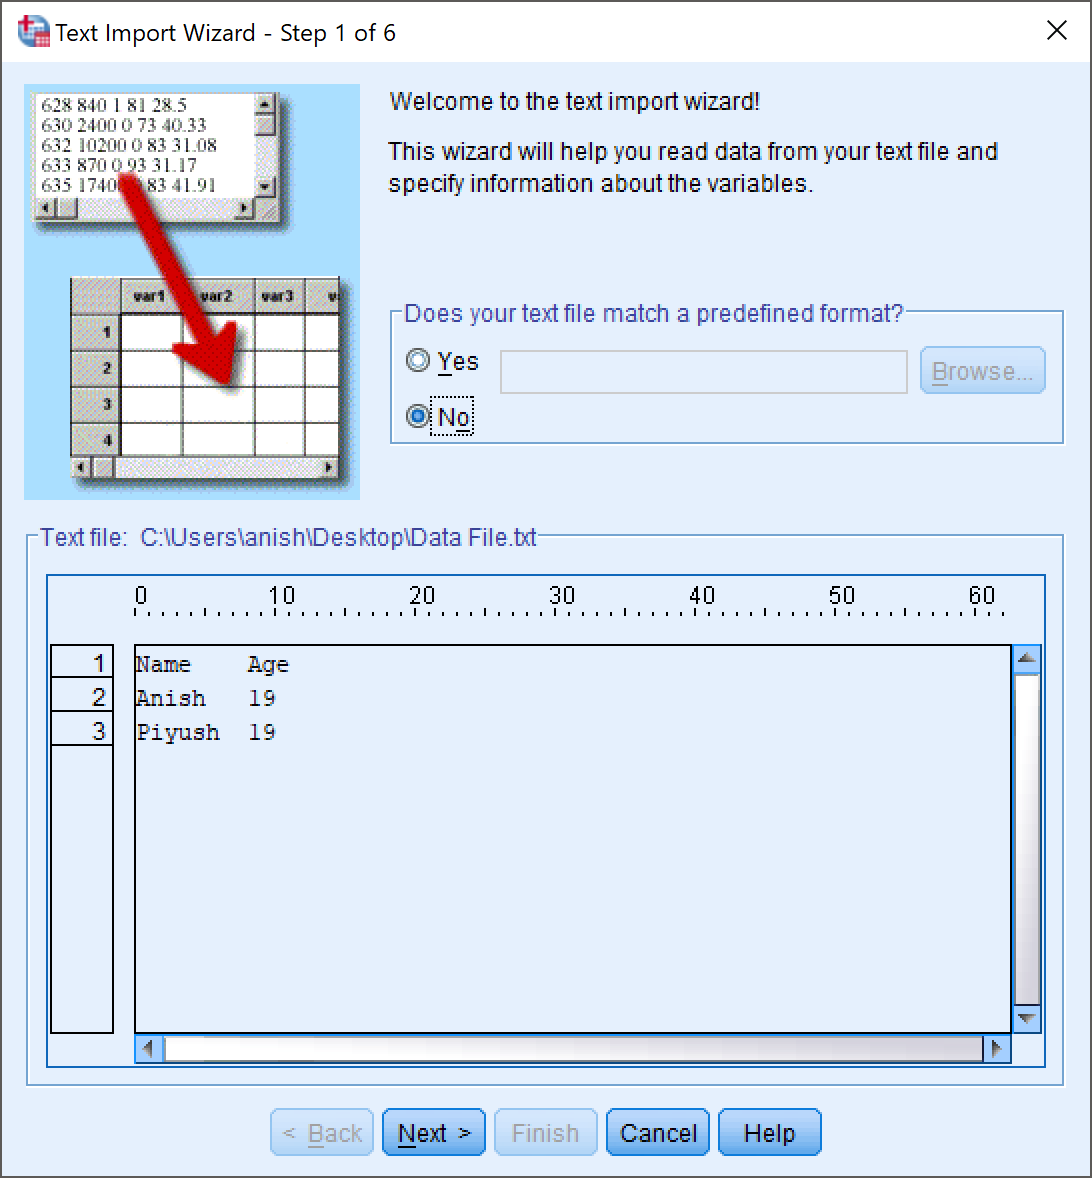 Text Import Wizard - Step 1 of 6
628 840 1 81 28.5
630 2400 0 73 40.33
632 10200 0 83 31.08
633 870 0 93 31.17
635 1740 83 41.91
var1 var2 var3
1
2
3
4
Welcome to the text import wizard!
This wizard will help you read data from your text file and
specify information about the variables.
Does your text file match a predefined format?
Yes Browse...
No
Text file: C:\Users\anish\Desktop\Data File.txt
0 10 20 30 40 50 60
1 Name Age
2 Anish 19
3 Piyush 19
< Back Next > Finish Cancel Help